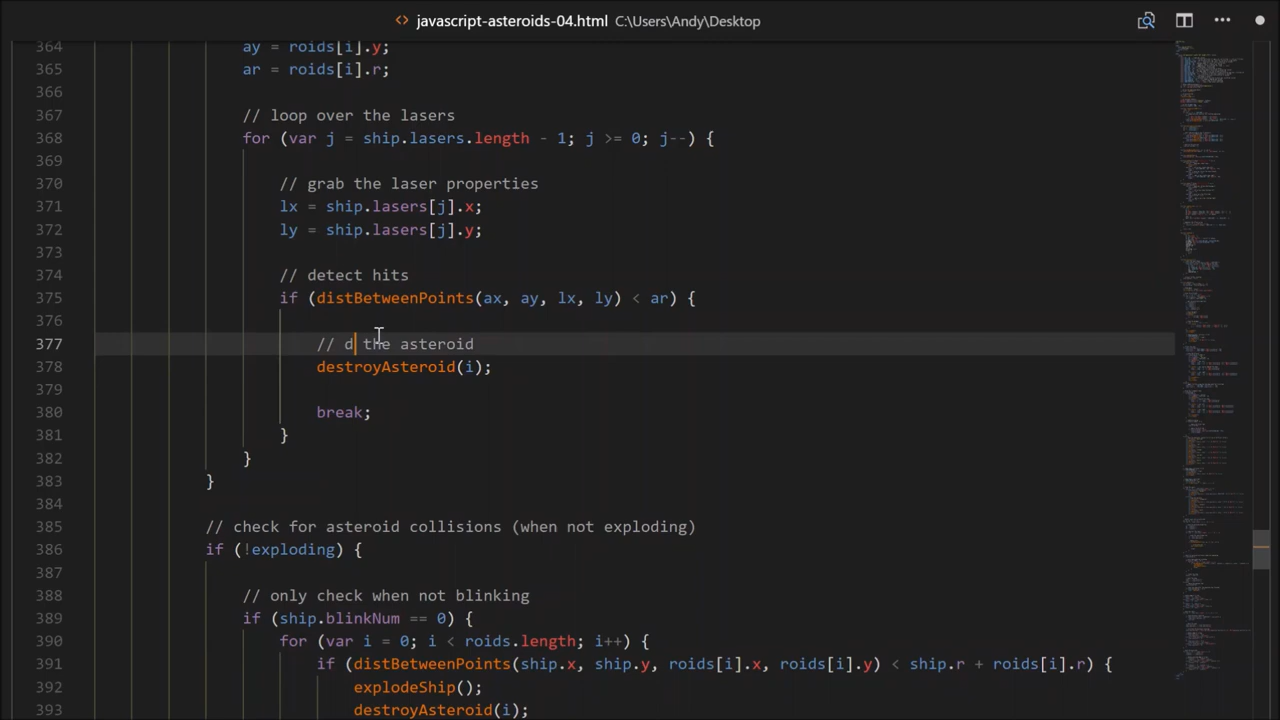 <> javascript-asteroids-04.html C:\Users\Andy\Desktop
364 ay = roids[i].y;
365 ar = roids[i].r;
366
367 // loop over the lasers
368 for (var j = ship.lasers.length - 1; j >= 0; j--) {
369
370 // grab the laser properties
371 lx = ship.lasers[j].x;
372 ly = ship.lasers[j].y;
373
374 // detect hits
375 if (distBetweenPoints(ax, ay, lx, ly) < ar) {
376
377 // d the asteroid
378 destroyAsteroid(i);
379
380 break;
381 }
382 }
383 }
384
385 // check for asteroid collisions (when not exploding)
386 if (!exploding) {
387
388 // only check when not blinking
389 if (ship.blinkNum == 0) {
390 for (var i = 0; i < roids.length; i++) {
391 if (distBetweenPoints(ship.x, ship.y, roids[i].x, roids[i].y) < ship.r + roids[i].r) {
392 explodeShip();
393 destroyAsteroid(i);